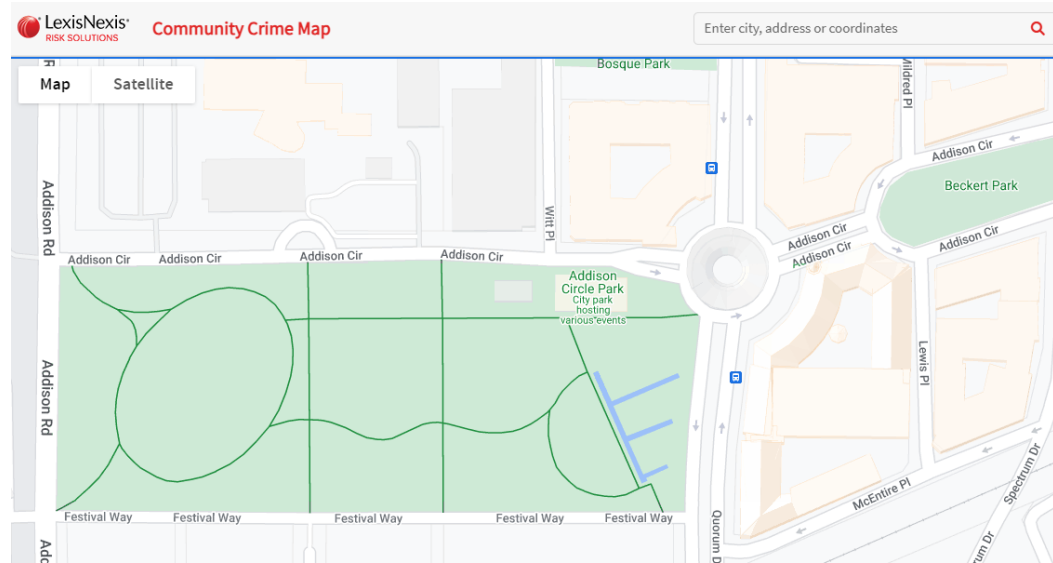 LexisNexis
RISK SOLUTIONS
Community Crime Map
Enter city, address or coordinates
Map
Satellite
Bosque Park
Mildred Pl
Addison Cir
Beckert Park
Addison Rd
Witt Pl
Addison Cir
Addison Cir
Addison Cir
Addison Cir
Addison Cir
Addison Cir
Addison Cir
Addison
Circle Park
City park
hosting
various events
Addison Rd
Lewis Pl
McEntire Pl
Spectrum Dr
Festival Way
Festival Way
Festival Way
Festival Way
Festival Way
Quorum D
Adc
um Dr